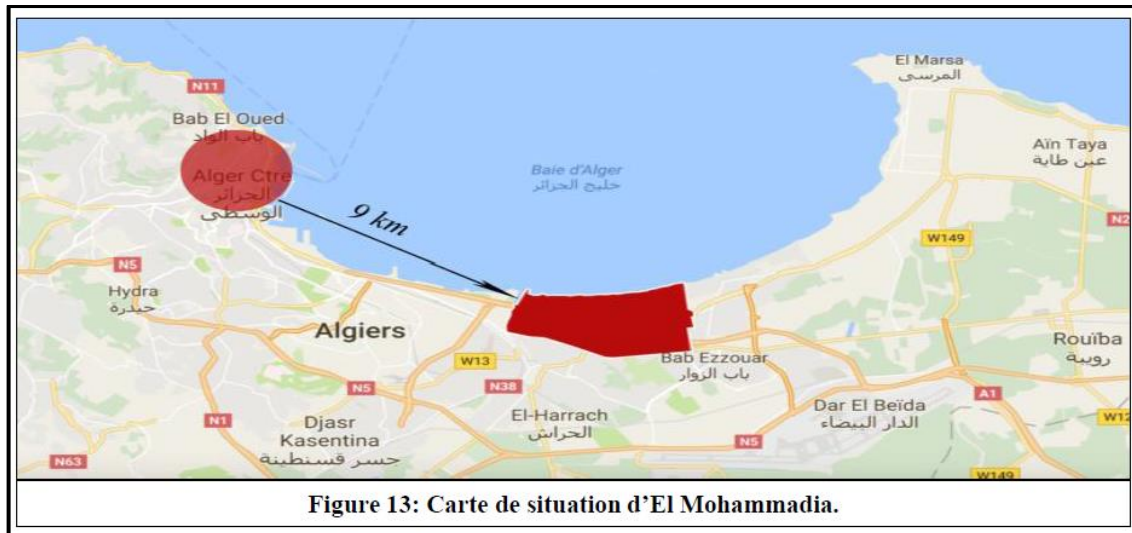 El Marsa
المرسى
N11
Bab El Oued
باب الواد
Aïn Taya
عين طاية
Baie d'Alger
خليج الجزائر
Alger Ctre
الجزائر
الوسطى
9 km
N2
W149
N5
Hydra
حيدرة
Algiers
Rouïba
رويبة
Bab Ezzouar
باب الزوار
W13
N38
N5
A1
Dar El Beïda
الدار البيضاء
El-Harrach
الحراش
W12
N1
Djasr
Kasentina
جسر قسنطينة
N5
N63
W149
Figure 13: Carte de situation d'El Mohammadia.